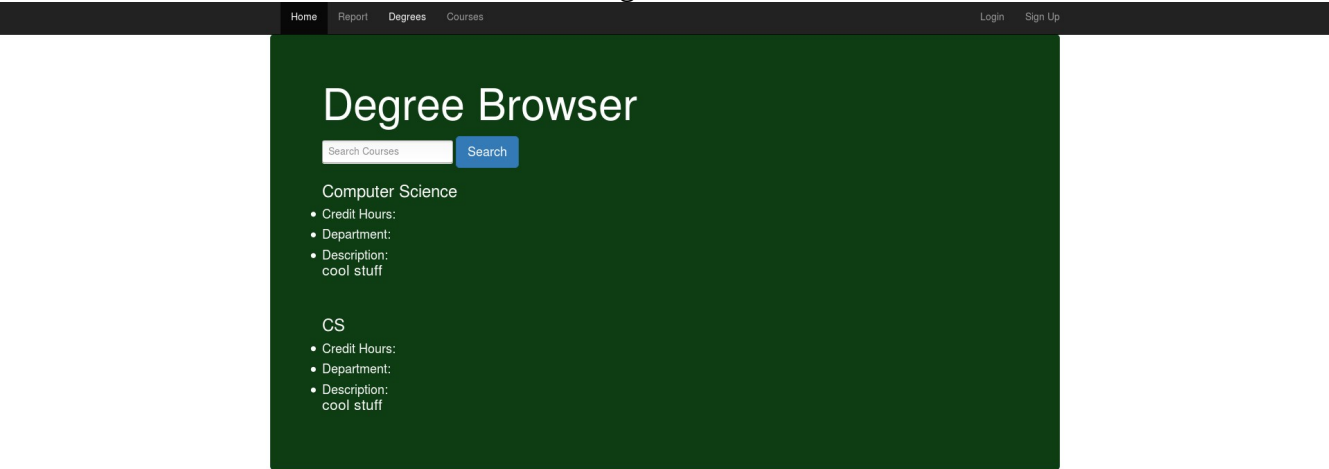 Home Report Degrees Courses Login Sign Up
Degree Browser
Search Courses Search
Computer Science
• Credit Hours:
• Department:
• Description:
cool stuff
CS
• Credit Hours:
• Department:
• Description:
cool stuff